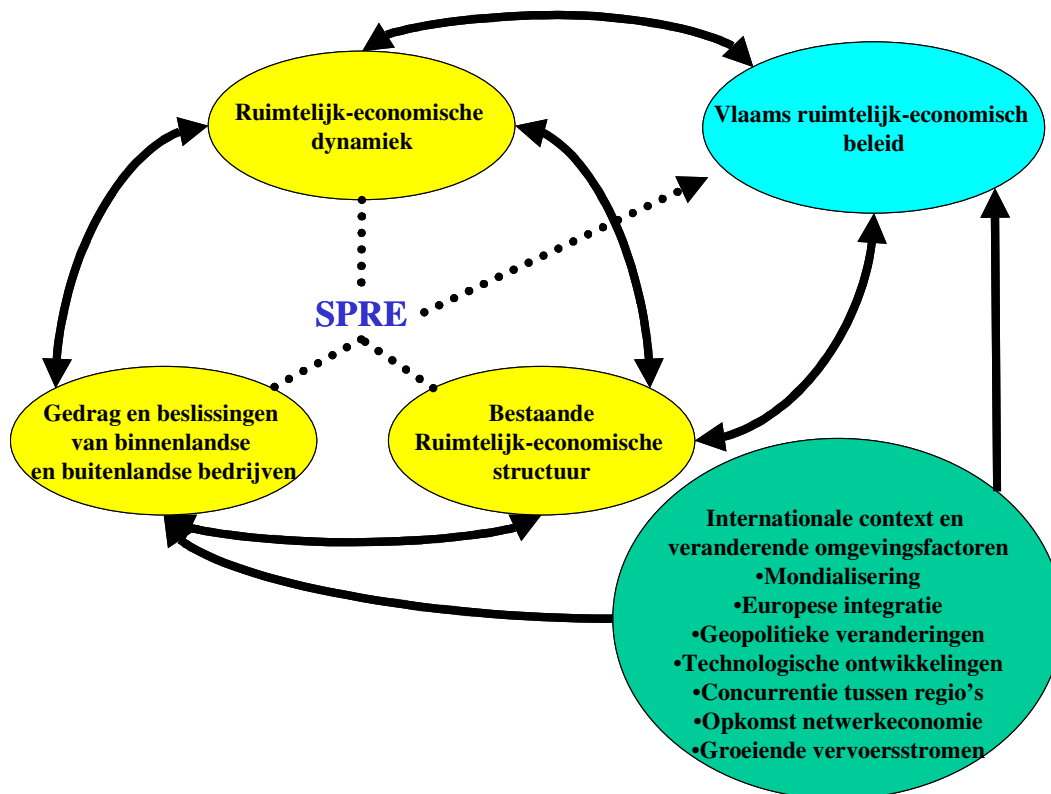 Ruimtelijk-economische
dynamiek
Vlaams ruimtelijk-economisch
beleid
SPRE
Gedrag en beslissingen
van binnenlandse
en buitenlandse bedrijven
Bestaande
Ruimtelijk-economische
structuur
Internationale context en
veranderende omgevingsfactoren
•Mondialisering
•Europese integratie
•Geopolitieke veranderingen
•Technologische ontwikkelingen
•Concurrentie tussen regio's
•Opkomst netwerkeconomie
•Groeiende vervoersstromen